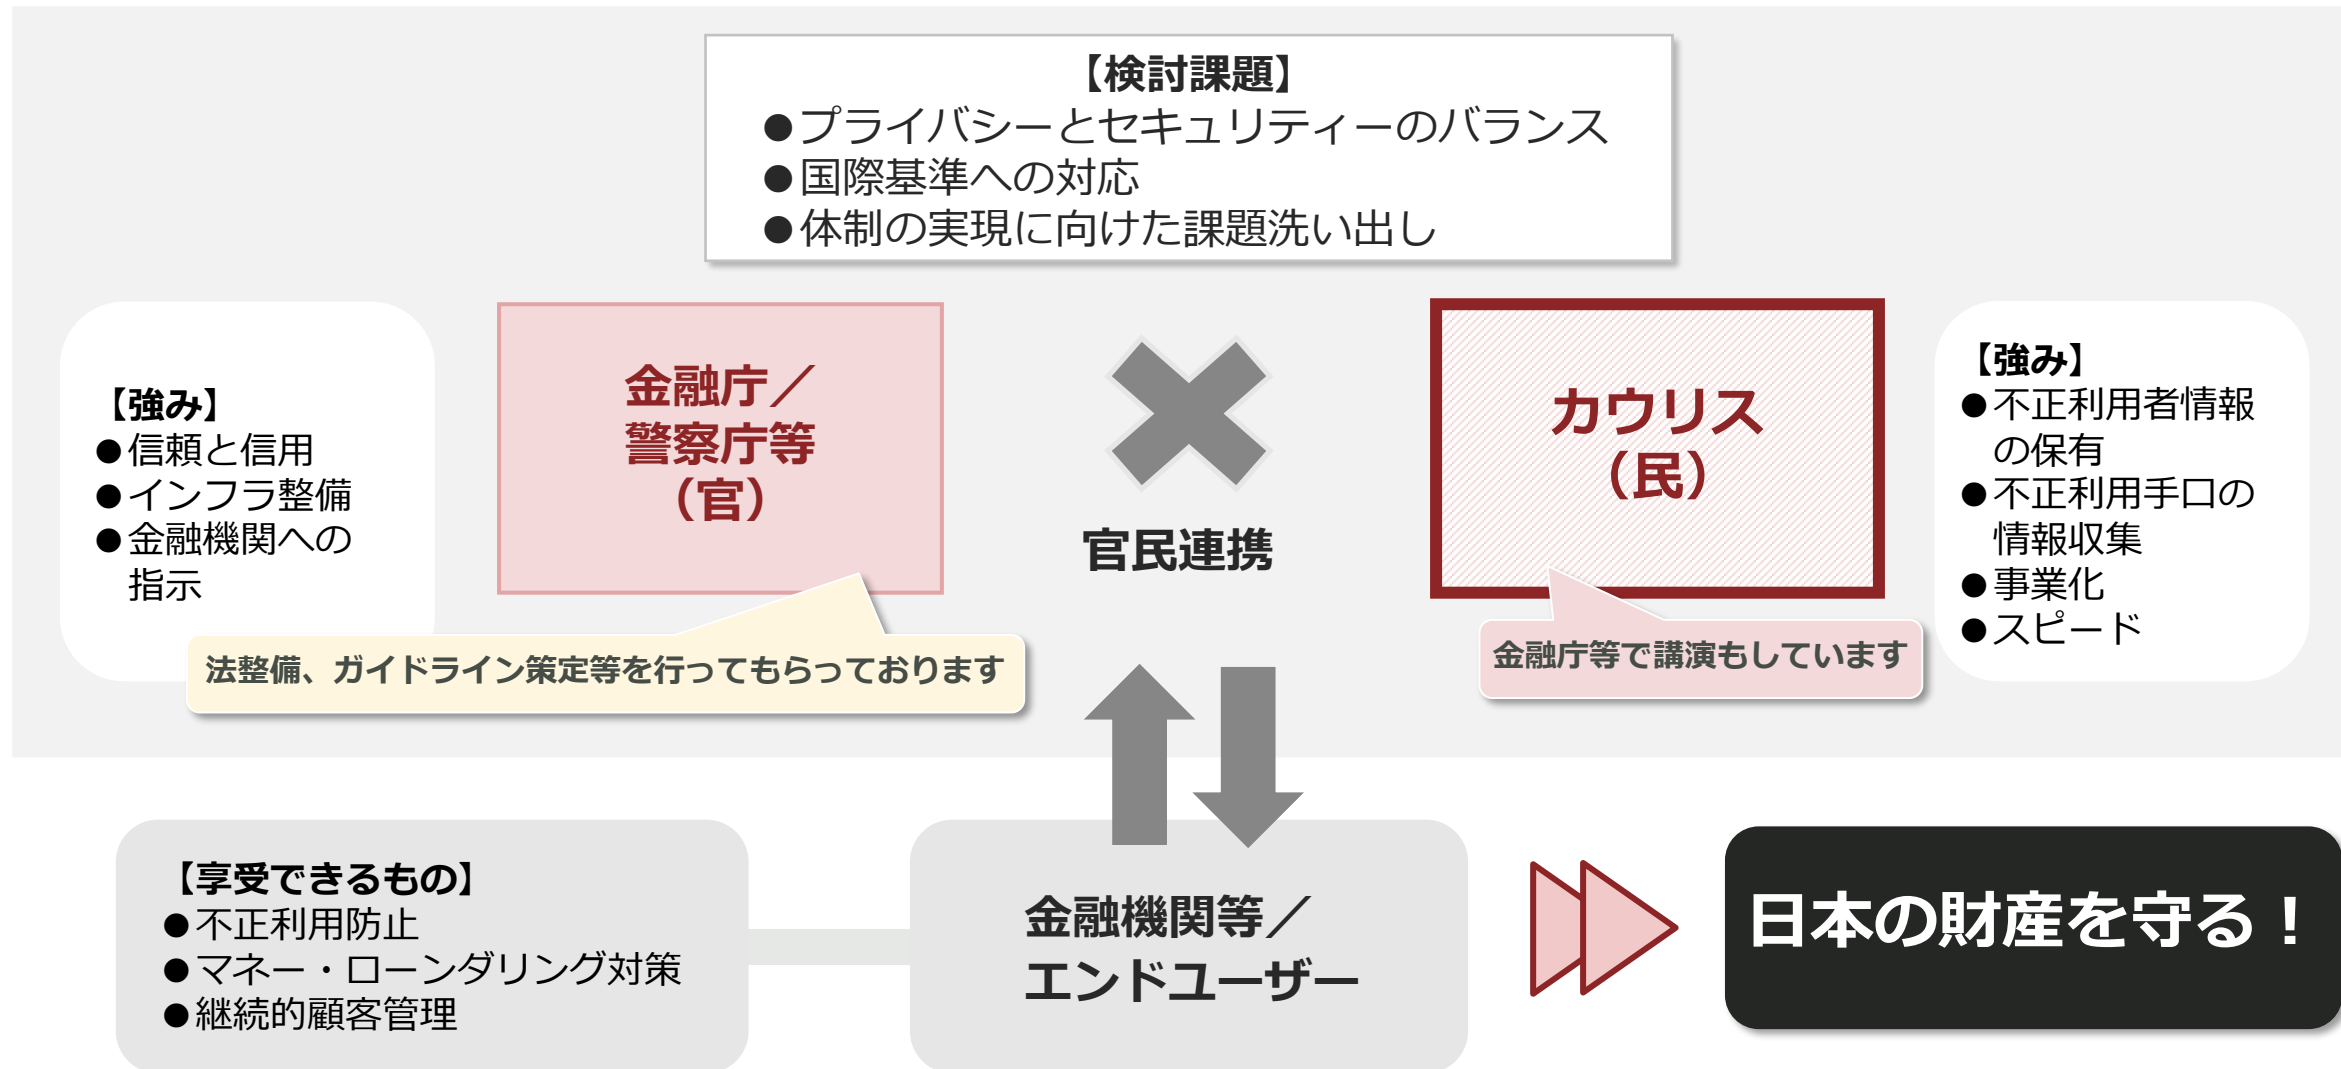 【検討課題】
●プライバシーとセキュリティーのバランス
●国際基準への対応
●体制の実現に向けた課題洗い出し
【強み】
●信頼と信用
●インフラ整備
●金融機関への
指示
金融庁／
警察庁等
（官）
官民連携
カウリス
（民）
【強み】
●不正利用者情報
の保有
●不正利用手口の
情報収集
●事業化
●スピード
法整備、ガイドライン策定等を行ってもらっております
金融庁等で講演もしています
【享受できるもの】
●不正利用防止
●マネー・ローンダリング対策
●継続的顧客管理
金融機関等／
エンドユーザー
日本の財産を守る！